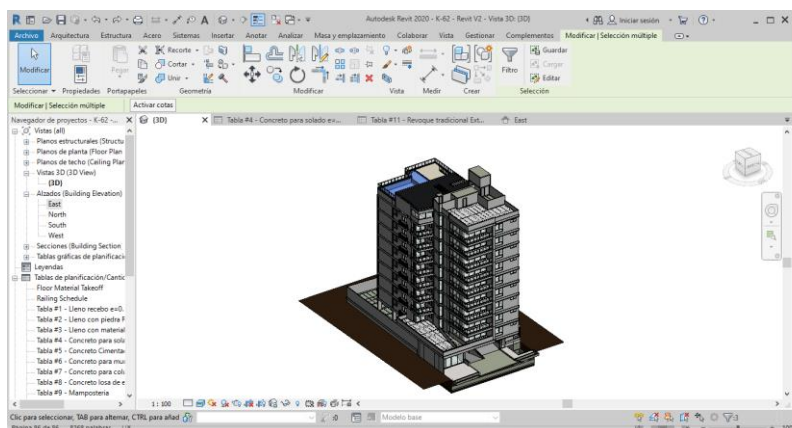 Autodesk Revit 2020 - K-62 - Revit V2 - Vista 3D: {3D}
Iniciar sesión
Archivo Arquitectura Estructura Acero Sistemas Insertar Anotar Analizar Masa y emplazamiento Colaborar Vista Gestionar Complementos Modificar | Selección múltiple
Modificar
Pegar
Recorte
Cortar
Unir
Filtro
Guardar
Cargar
Editar
Seleccionar Propiedades Portapapeles Geometría Modificar Vista Medir Crear Selección
Modificar | Selección múltiple Activar cotas
Navegador de proyectos - K-62 -...
{3D}
Tabla #4 - Concreto para solado e=...
Tabla #11 - Revoque tradicional Ext...
East
Vistas (all)
Planos estructurales (Structu
Planos de planta (Floor Plan
Planos de techo (Ceiling Plan
Vistas 3D (3D View)
{3D}
Alzados (Building Elevation)
East
North
South
West
Secciones (Building Section
Tablas gráficas de planificaci
Leyendas
Tablas de planificación/Cantic
Floor Material Takeoff
Railing Schedule
Tabla #1 - Lleno recebo e=0.
Tabla #2 - Lleno con piedra F
Tabla #3 - Lleno con material
Tabla #4 - Concreto para sola
Tabla #5 - Concreto Cimenta
Tabla #6 - Concreto para mu
Tabla #7 - Concreto para colu
Tabla #8 - Concreto losa de e
Tabla #9 - Mamposteria
1 : 100
Clic para seleccionar, TAB para alternar, CTRL para añad
:0
Modelo base